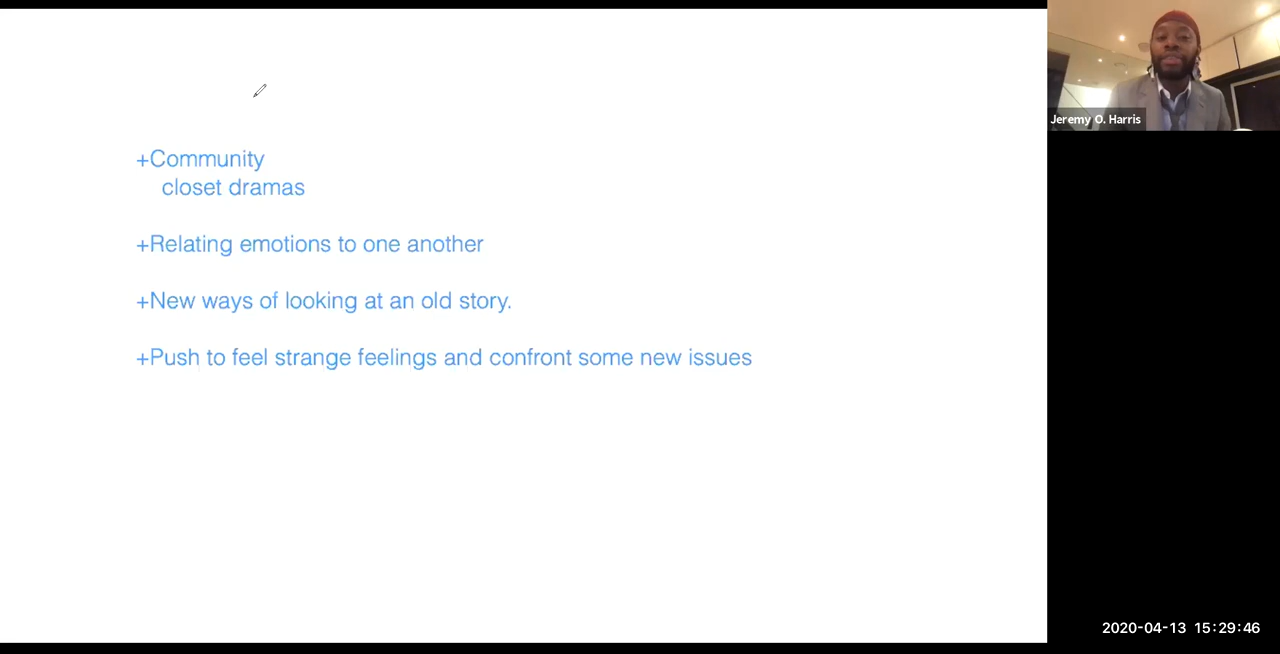 +Community
closet dramas
+Relating emotions to one another
+New ways of looking at an old story.
+Push to feel strange feelings and confront some new issues
Jeremy O. Harris
2020-04-13 15:29:46